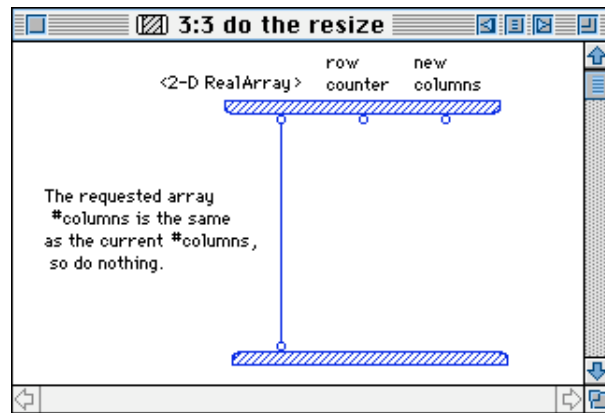 3:3 do the resize
row new
<2-D RealArray> counter columns
The requested array
#columns is the same
as the current #columns,
so do nothing.